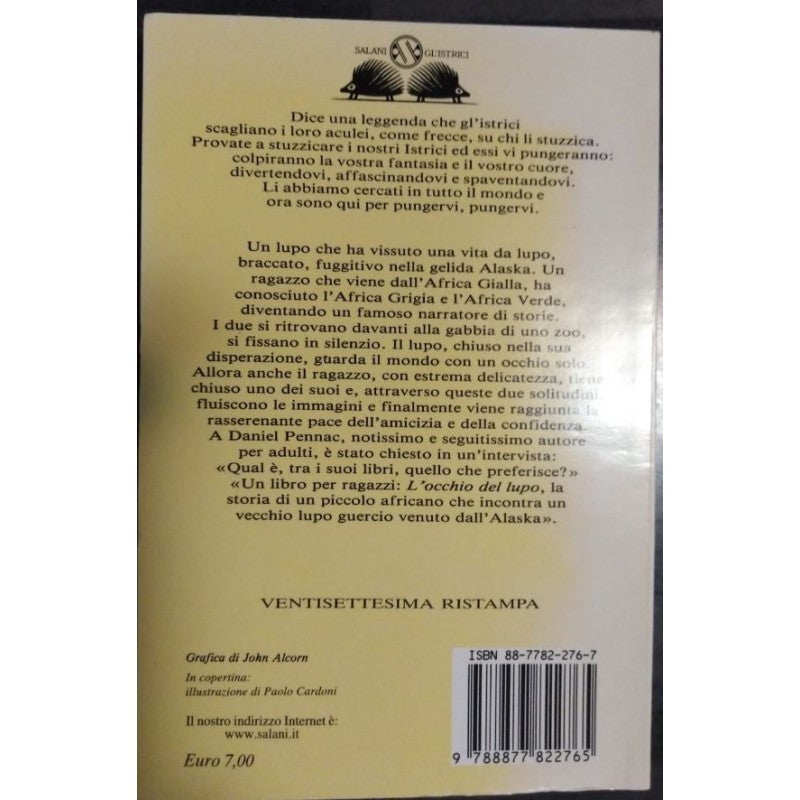 SALANI GL'ISTRICI
Dice una leggenda che gl'istrici
scagliano i loro aculei, come frecce, su chi li stuzzica.
Provate a stuzzicare i nostri Istrici ed essi vi pungeranno:
colpiranno la vostra fantasia e il vostro cuore,
divertendovi, affascinandovi e spaventandovi.
Li abbiamo cercati in tutto il mondo e
ora sono qui per pungervi, pungervi.
Un lupo che ha vissuto una vita da lupo,
braccato, fuggitivo nella gelida Alaska. Un
ragazzo che viene dall'Africa Gialla, ha
conosciuto l'Africa Grigia e l'Africa Verde,
diventando un famoso narratore di storie.
I due si ritrovano davanti alla gabbia di uno zoo,
si fissano in silenzio. Il lupo, chiuso nella sua
disperazione, guarda il mondo con un occhio solo.
Allora anche il ragazzo, con estrema delicatezza, tiene
chiuso uno dei suoi e, attraverso queste due solitudini
fluiscono le immagini e finalmente viene raggiunta la
rasserenante pace dell'amicizia e della confidenza.
A Daniel Pennac, notissimo e seguitissimo autore
per adulti, è stato chiesto in un'intervista:
«Qual è, tra i suoi libri, quello che preferisce?»
«Un libro per ragazzi: L'occhio del lupo, la
storia di un piccolo africano che incontra un
vecchio lupo guercio venuto dall'Alaska».
VENTISETTESIMA RISTAMPA
Grafica di John Alcorn
In copertina:
illustrazione di Paolo Cardoni
Il nostro indirizzo Internet è:
www.salani.it
Euro 7,00
ISBN 88-7782-276-7
9 788877 822765